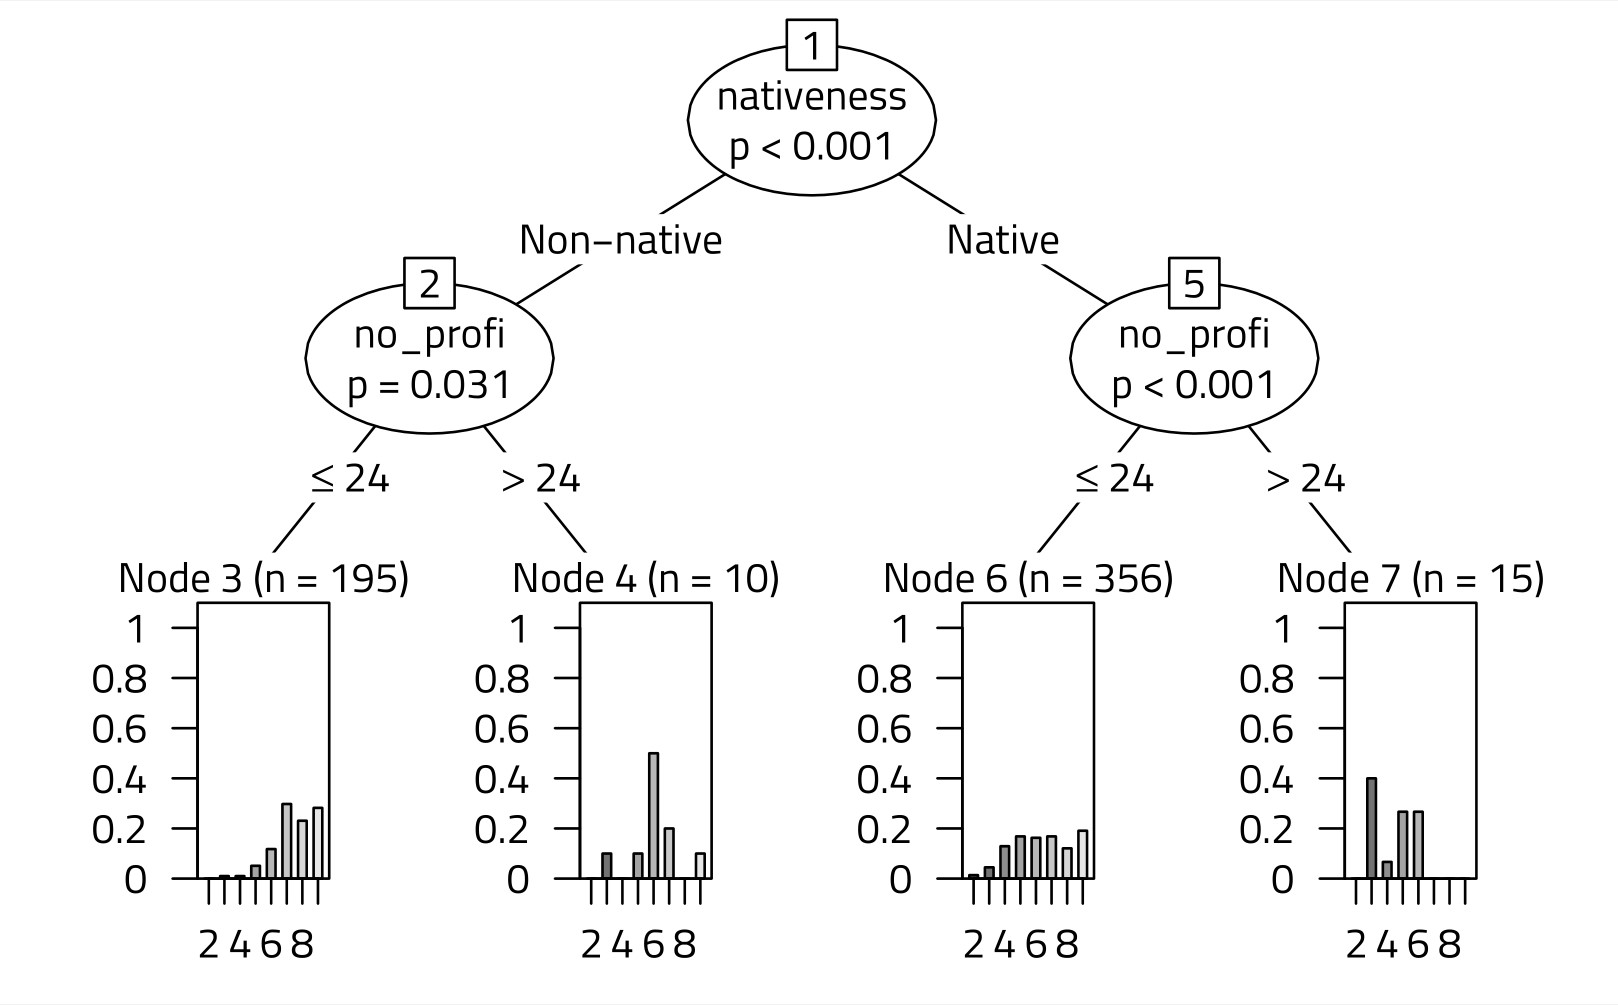 1
nativeness
p < 0.001
Non−native
Native
2
no_profi
p = 0.031
5
no_profi
p < 0.001
≤ 24
> 24
≤ 24
> 24
Node 3 (n = 195)
1
0.8
0.6
0.4
0.2
0
2 4 6 8
Node 4 (n = 10)
1
0.8
0.6
0.4
0.2
0
2 4 6 8
Node 6 (n = 356)
1
0.8
0.6
0.4
0.2
0
2 4 6 8
Node 7 (n = 15)
1
0.8
0.6
0.4
0.2
0
2 4 6 8